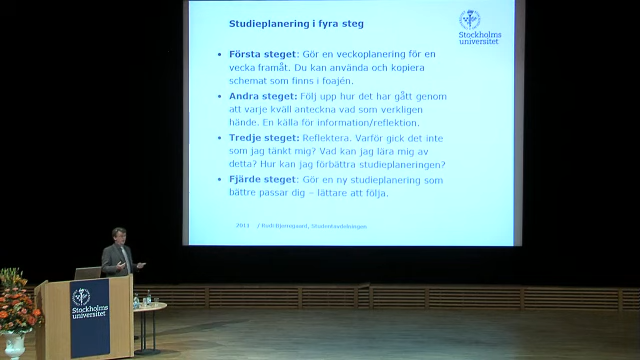 Studieplanering i fyra steg
Stockholms
universitet
• Första steget: Gör en veckoplanering för en
vecka framåt. Du kan använda och kopiera
schemat som finns i foajén.
• Andra steget: Följ upp hur det har gått genom
att varje kväll anteckna vad som verkligen
hände. En källa för information/reflektion.
• Tredje steget: Reflektera. Varför gick det inte
som jag tänkt mig? Vad kan jag lära mig av
detta? Hur kan jag förbättra studieplaneringen?
• Fjärde steget: Gör en ny studieplanering som
bättre passar dig – lättare att följa.
/ Studentavdelningen
Stockholms
universitet